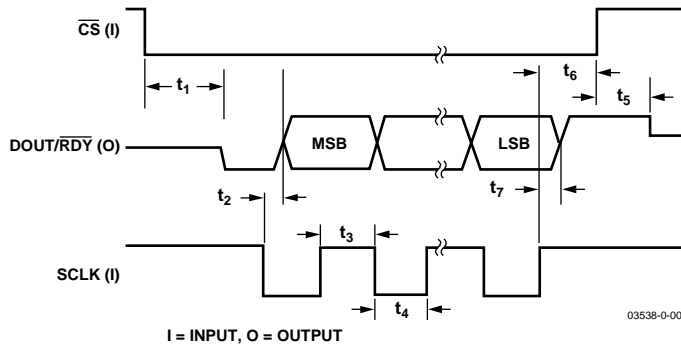 CS (I)
t6
t1
t5
DOUT/RDY (O)
MSB
LSB
t2
t7
t3
SCLK (I)
t4
03538-0-00
I = INPUT, O = OUTPUT